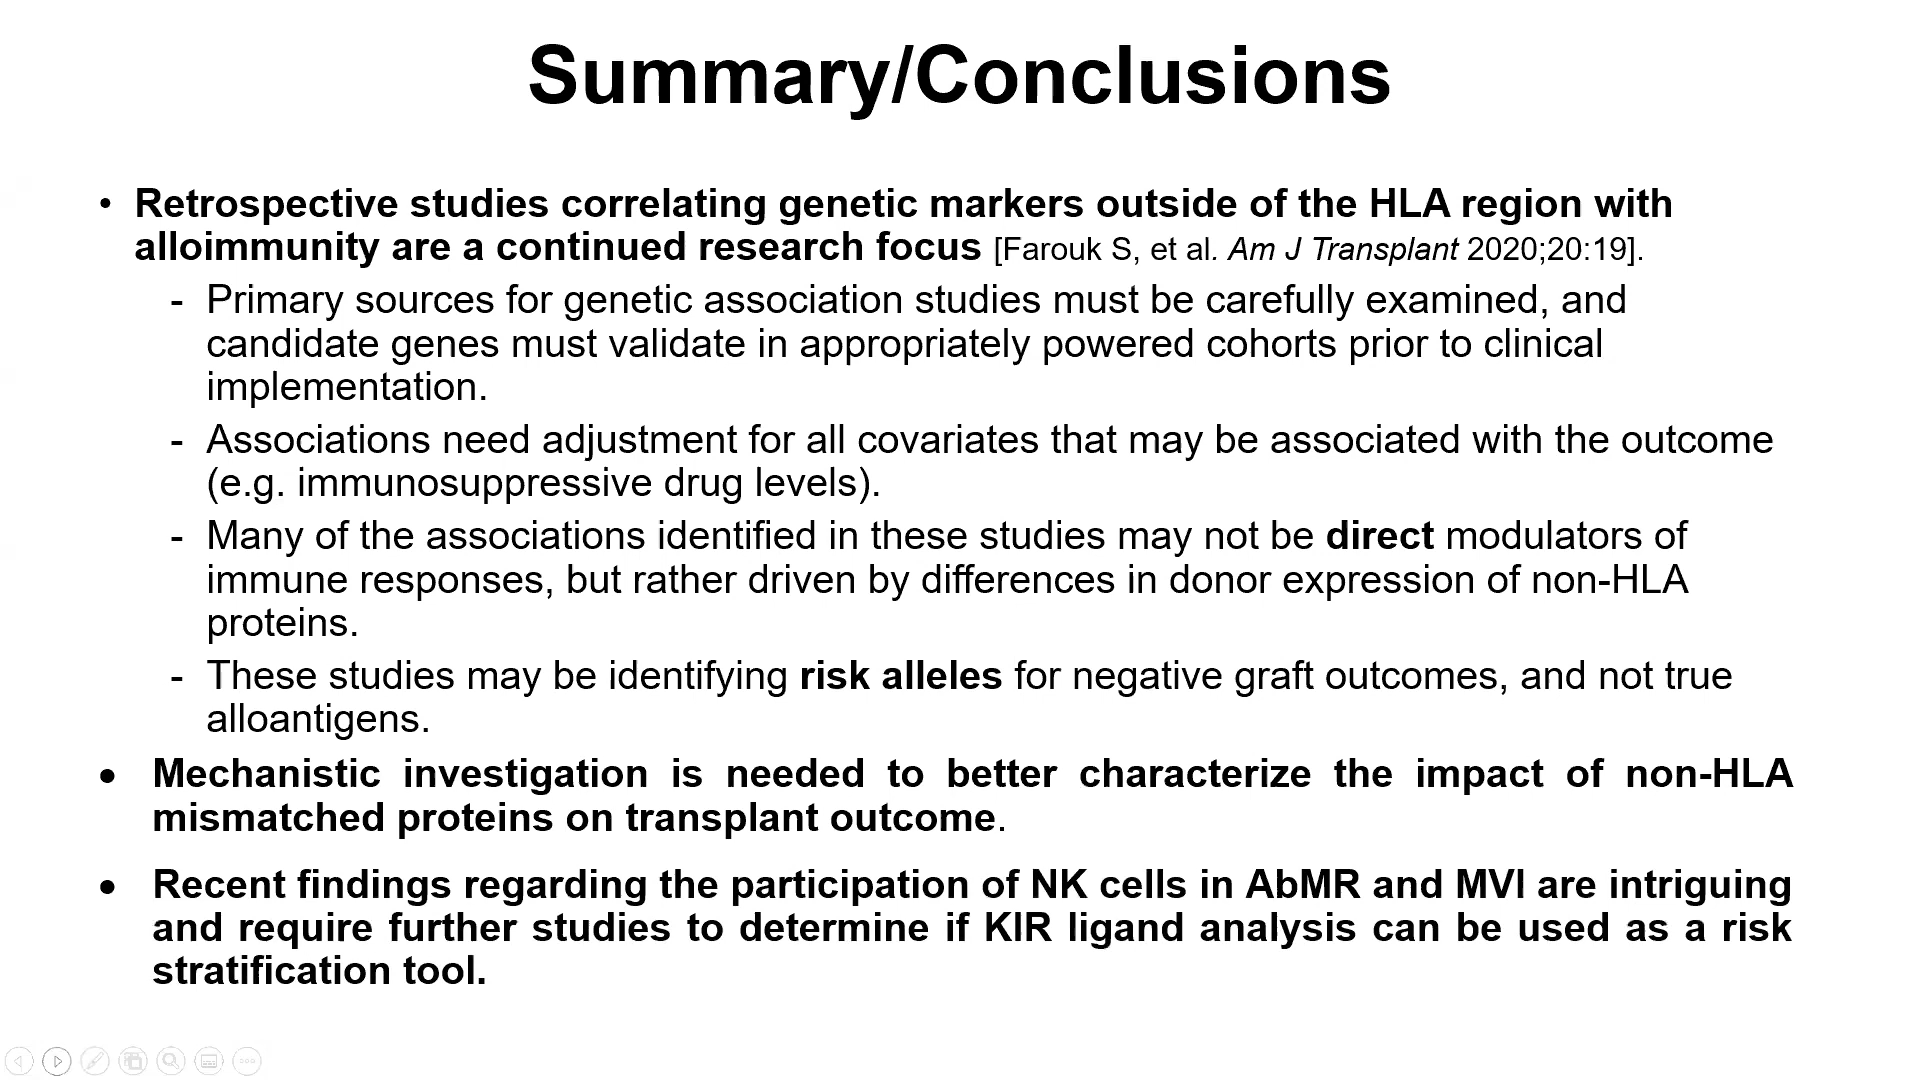 Summary/Conclusions
• Retrospective studies correlating genetic markers outside of the HLA region with
alloimmunity are a continued research focus [Farouk S, et al. Am J Transplant 2020;20:19].
- Primary sources for genetic association studies must be carefully examined, and
candidate genes must validate in appropriately powered cohorts prior to clinical
implementation.
- Associations need adjustment for all covariates that may be associated with the outcome
(e.g. immunosuppressive drug levels).
- Many of the associations identified in these studies may not be direct modulators of
immune responses, but rather driven by differences in donor expression of non-HLA
proteins.
- These studies may be identifying risk alleles for negative graft outcomes, and not true
alloantigens.
• Mechanistic investigation is needed to better characterize the impact of non-HLA
mismatched proteins on transplant outcome.
• Recent findings regarding the participation of NK cells in AbMR and MVI are intriguing
and require further studies to determine if KIR ligand analysis can be used as a risk
stratification tool.